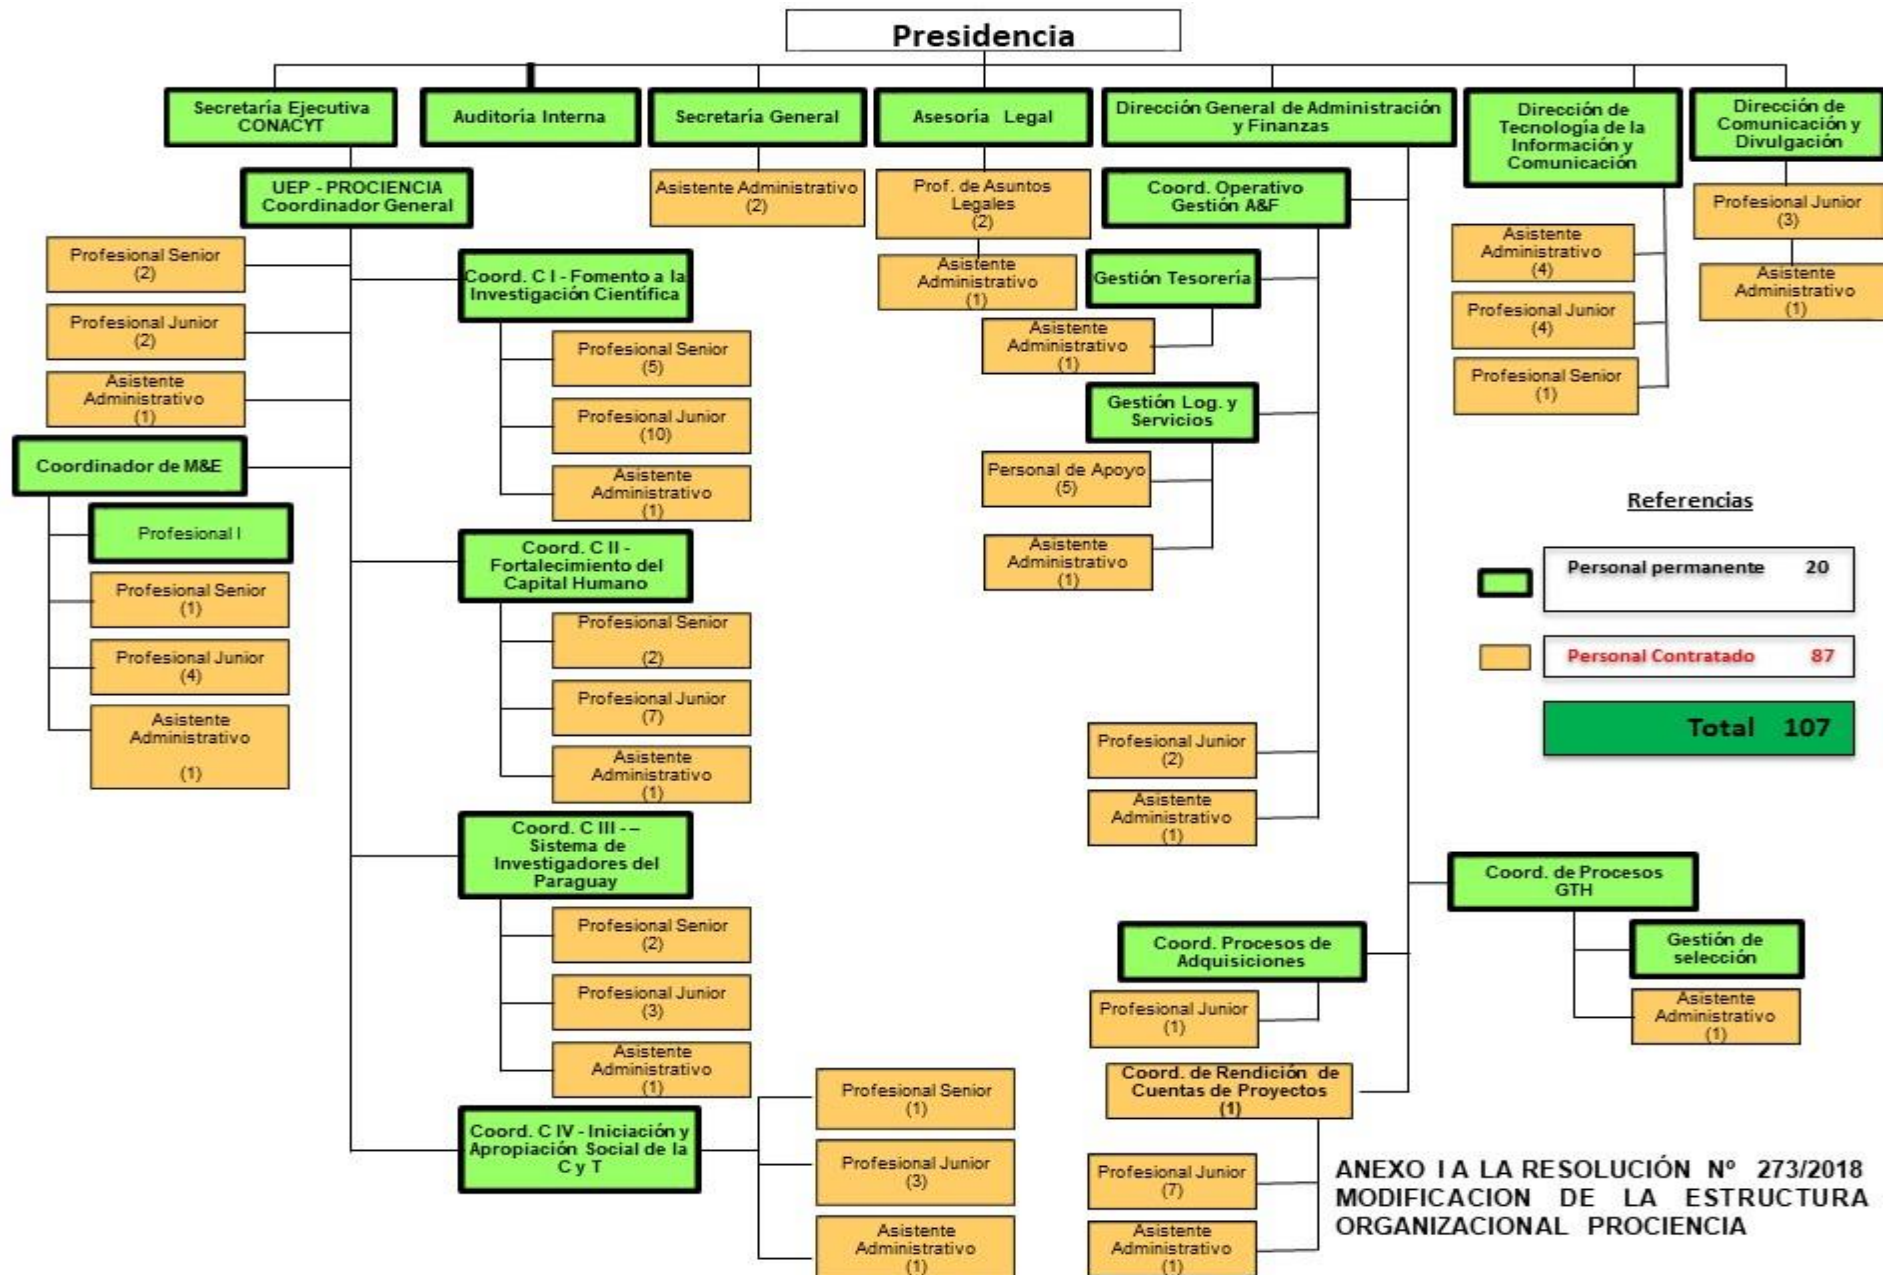 Presidencia
Secretaría Ejecutiva
CONACYT
Auditoría Interna
Secretaría General
Asesoría Legal
Dirección General de Administración
y Finanzas
Dirección de
Tecnología de la
Información y
Comunicación
Dirección de
Comunicación y
Divulgación
UEP - PROCIENCIA
Coordinador General
Profesional Senior
(2)
Profesional Junior
(2)
Asistente
Administrativo
(1)
Coordinador de M&E
Profesional I
Profesional Senior
(1)
Profesional Junior
(4)
Asistente
Administrativo
(1)
Coord. C I - Fomento a la
Investigación Científica
Profesional Senior
(5)
Profesional Junior
(10)
Asistente
Administrativo
(1)
Coord. C II -
Fortalecimiento del
Capital Humano
Profesional Senior
(2)
Profesional Junior
(7)
Asistente
Administrativo
(1)
Coord. C III -–
Sistema de
Investigadores del
Paraguay
Profesional Senior
(2)
Profesional Junior
(3)
Asistente
Administrativo
(1)
Coord. C IV - Iniciación y
Apropiación Social de la
C y T
Profesional Senior
(1)
Profesional Junior
(3)
Asistente
Administrativo
(1)
Asistente Administrativo
(2)
Prof. de Asuntos
Legales
(2)
Asistente
Administrativo
(1)
Coord. Operativo
Gestión A&F
Gestión Tesorería
Asistente
Administrativo
(1)
Gestión Log. y
Servicios
Personal de Apoyo
(5)
Asistente
Administrativo
(1)
Profesional Junior
(2)
Asistente
Administrativo
(1)
Coord. Procesos de
Adquisiciones
Profesional Junior
(1)
Coord. de Rendición de
Cuentas de Proyectos
(1)
Profesional Junior
(7)
Asistente
Administrativo
(1)
Coord. de Procesos
GTH
Gestión de
selección
Asistente
Administrativo
(1)
Asistente
Administrativo
(4)
Profesional Junior
(4)
Profesional Senior
(1)
Profesional Junior
(3)
Asistente
Administrativo
(1)
Referencias
Personal permanente 20
Personal Contratado 87
Total 107
ANEXO I A LA RESOLUCIÓN Nº 273/2018
MODIFICACION DE LA ESTRUCTURA
ORGANIZACIONAL PROCIENCIA